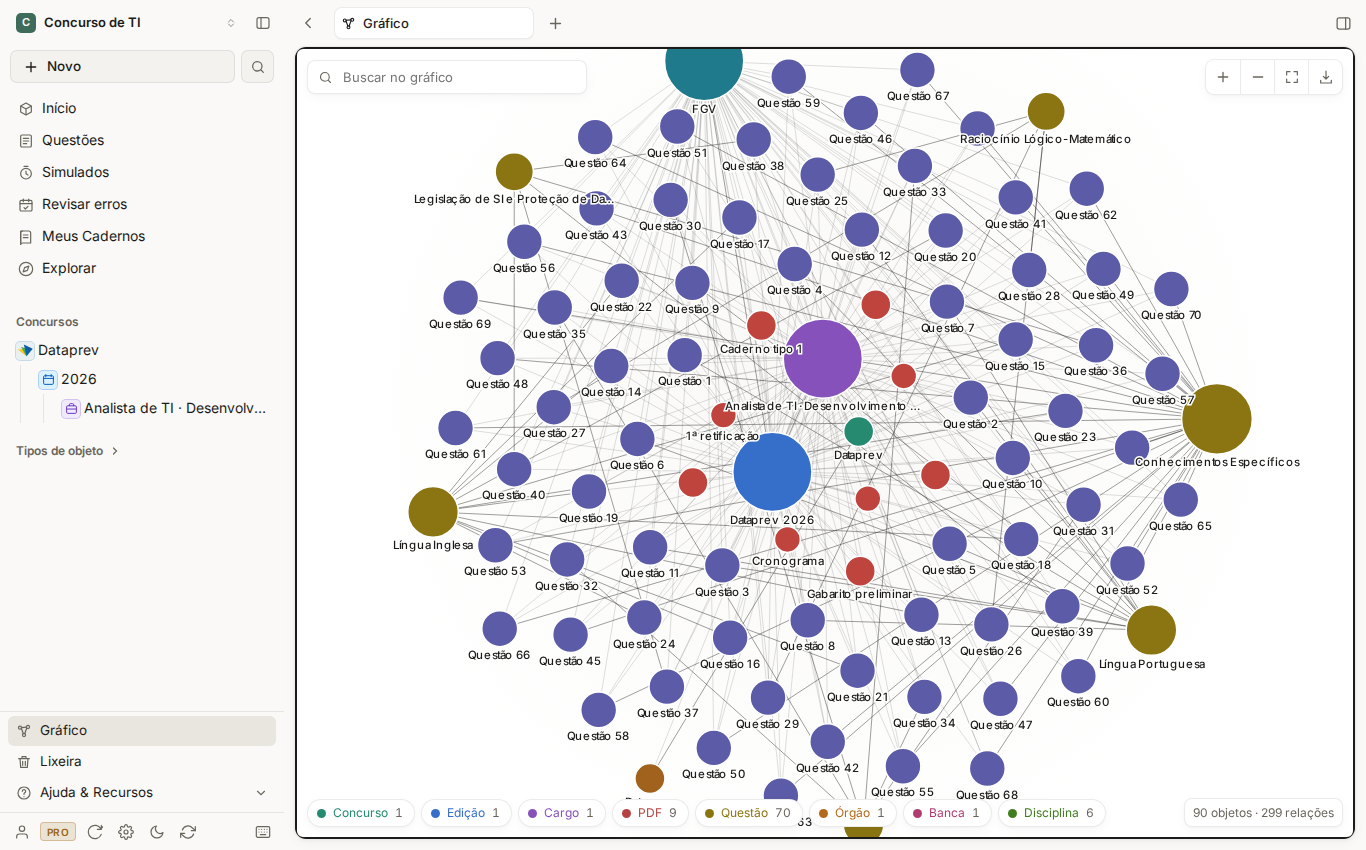 C Concurso de TI
Novo
Início
Questões
Simulados
Revisar erros
Meus Cadernos
Explorar
Concursos
Dataprev
2026
Analista de TI · Desenvolv...
Tipos de objeto
Gráfico
Lixeira
Ajuda & Recursos
PRO
Gráfico
Buscar no gráfico
FGV
Questão 59
Questão 67
Questão 46
Raciocínio Lógico-Matemático
Questão 51
Questão 64
Questão 38
Questão 33
Legislação de SI e Proteção de Da...
Questão 25
Questão 62
Questão 41
Questão 43
Questão 30
Questão 17
Questão 12
Questão 20
Questão 56
Questão 4
Questão 28
Questão 49
Questão 22
Questão 9
Questão 70
Questão 69
Questão 35
Questão 7
Caderno tipo 1
Questão 15
Questão 36
Questão 48
Questão 14
Questão 1
Questão 57
Analista de TI · Desenvolvimento ...
Questão 2
Questão 27
1ª retificação
Questão 23
Questão 61
Questão 6
Dataprev
Conhecimentos Específicos
Questão 40
Questão 10
Questão 19
Dataprev 2026
Questão 65
Questão 31
Língua Inglesa
Questão 53
Questão 11
Cronograma
Questão 5
Questão 18
Questão 32
Questão 3
Gabarito preliminar
Questão 52
Questão 39
Questão 24
Questão 8
Questão 13
Questão 26
Questão 66
Questão 45
Questão 16
Língua Portuguesa
Questão 21
Questão 60
Questão 37
Questão 29
Questão 34
Questão 47
Questão 58
Questão 42
Questão 50
Questão 55
Questão 68
63
Concurso 1
Edição 1
Cargo 1
PDF 9
Questão 70
Órgão 1
Banca 1
Disciplina 6
90 objetos · 299 relações